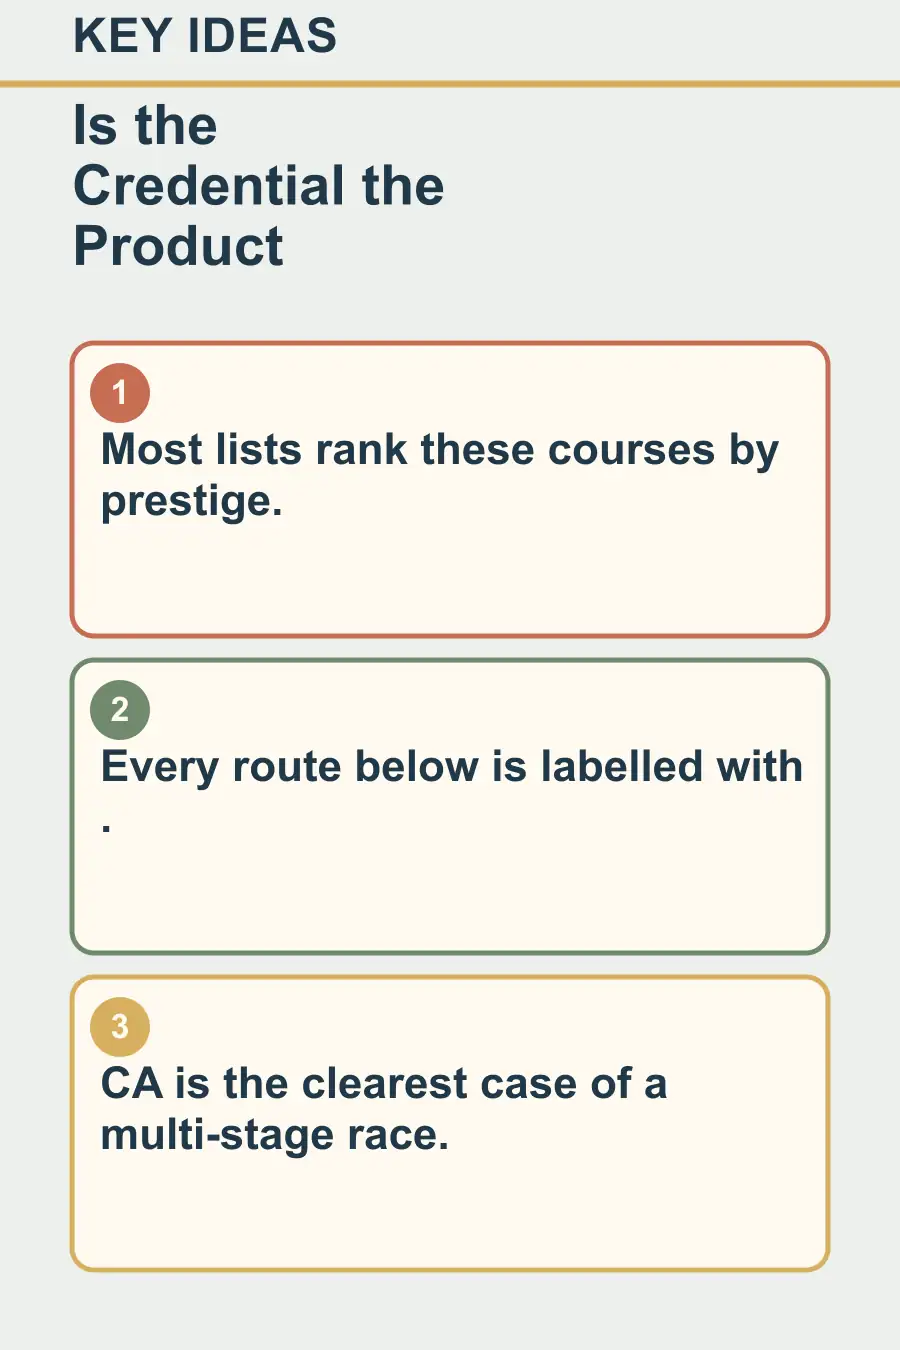 KEY IDEAS
Is the
Credential the
Product
1
Most lists rank these courses by
prestige.
2
Every route below is labelled with
.
3
CA is the clearest case of a
multi-stage race.